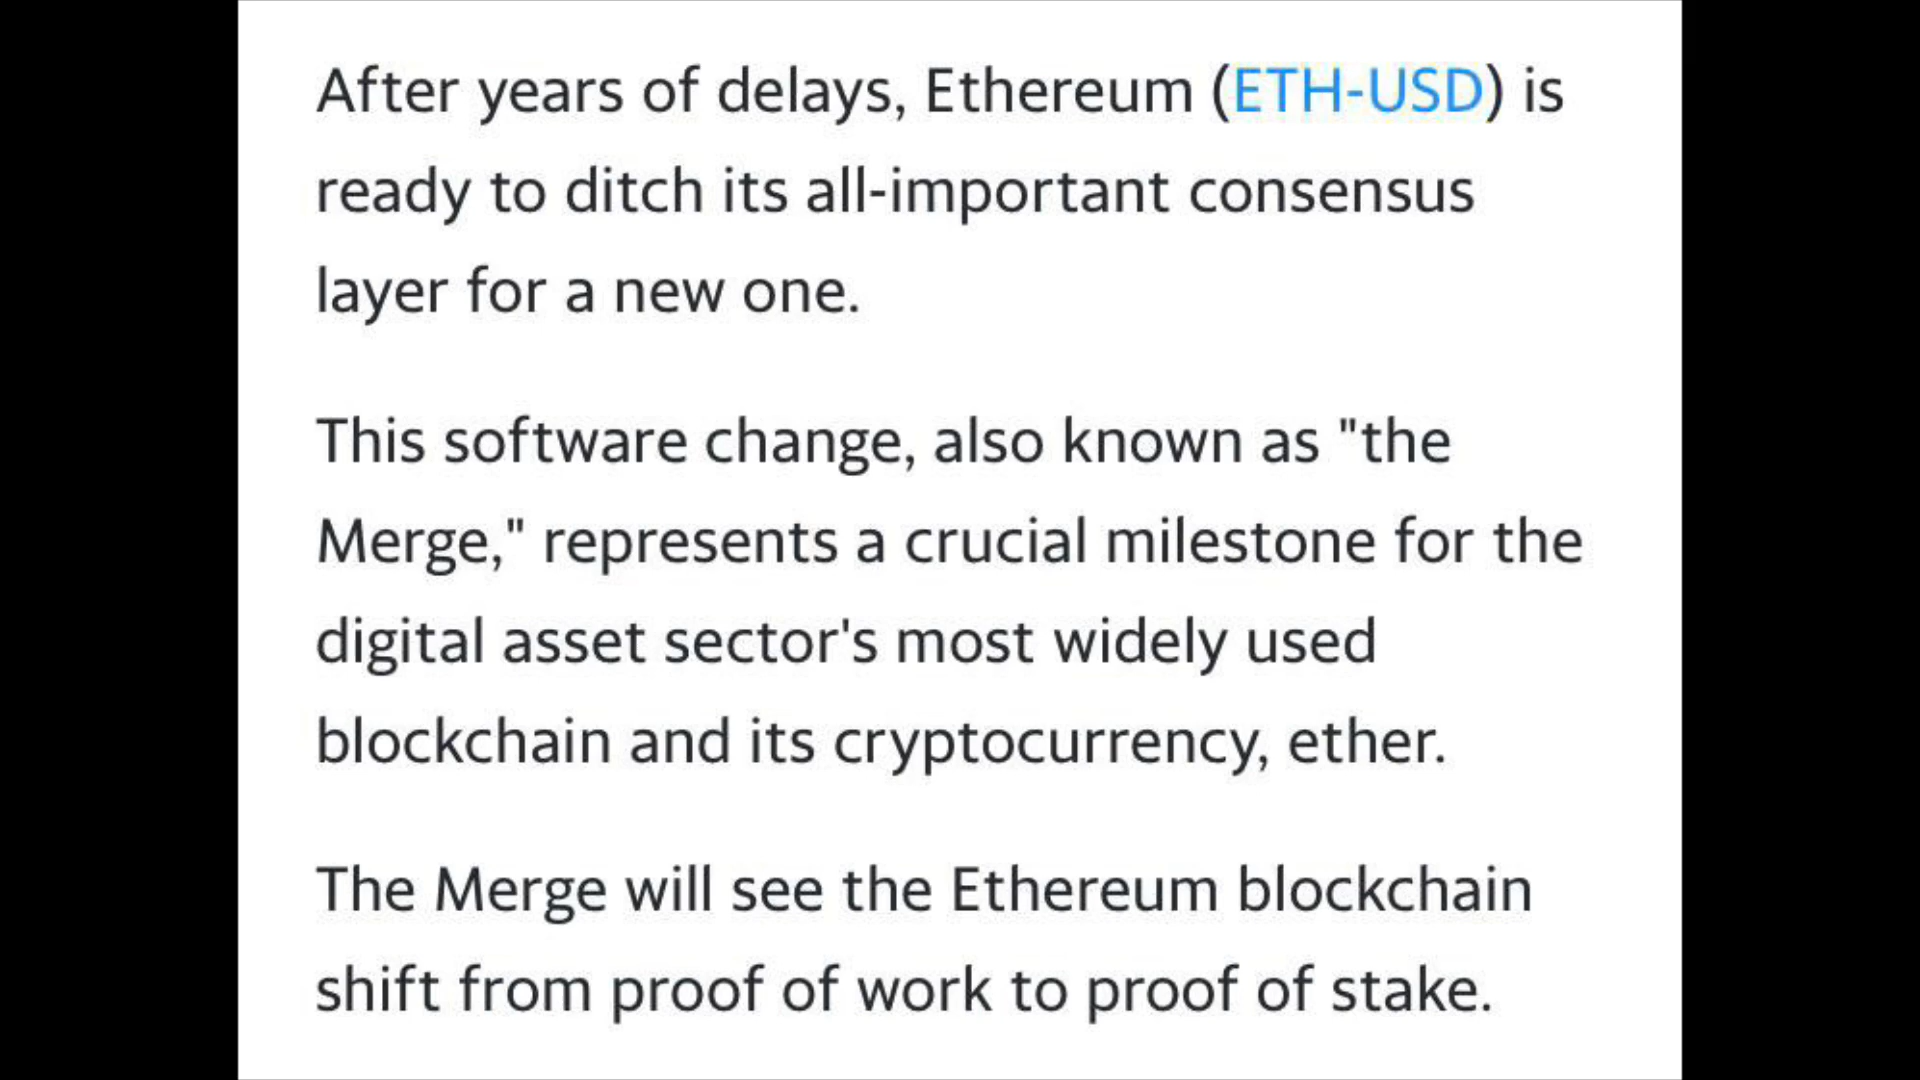 After years of delays, Ethereum (ETH-USD) is
ready to ditch its all-important consensus
layer for a new one.
This software change, also known as "the
Merge," represents a crucial milestone for the
digital asset sector's most widely used
blockchain and its cryptocurrency, ether.
The Merge will see the Ethereum blockchain
shift from proof of work to proof of stake.